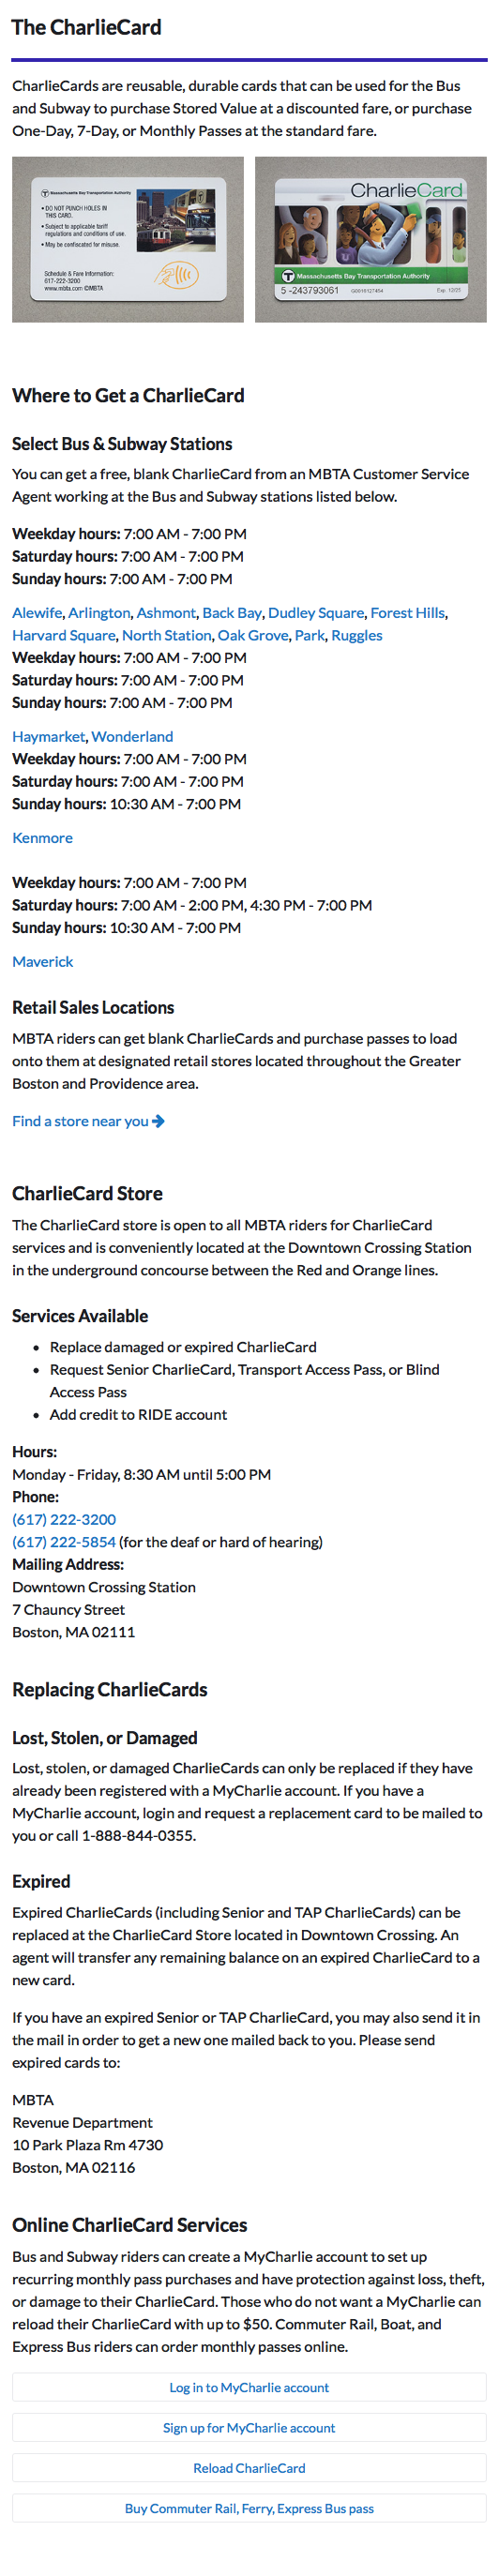 The CharlieCard
CharlieCards are reusable, durable cards that can be used for the Bus
and Subway to purchase Stored Value at a discounted fare, or purchase
One-Day, 7-Day, or Monthly Passes at the standard fare.
Massachusetts Bay Transportation Authority
• DO NOT PUNCH HOLES IN
THIS CARD.
• Subject to applicable tariff
regulations and conditions of use.
• May be confiscated for misuse.
Schedule & Fare Information:
617-222-3200
www.mbta.com ©MBTA
CharlieCard
Massachusetts Bay Transportation Authority
5 -243793061
Exp. 12/25
Where to Get a CharlieCard
Select Bus & Subway Stations
You can get a free, blank CharlieCard from an MBTA Customer Service
Agent working at the Bus and Subway stations listed below.
Weekday hours: 7:00 AM - 7:00 PM
Saturday hours: 7:00 AM - 7:00 PM
Sunday hours: 7:00 AM - 7:00 PM
Alewife, Arlington, Ashmont, Back Bay, Dudley Square, Forest Hills,
Harvard Square, North Station, Oak Grove, Park, Ruggles
Weekday hours: 7:00 AM - 7:00 PM
Saturday hours: 7:00 AM - 7:00 PM
Sunday hours: 7:00 AM - 7:00 PM
Haymarket, Wonderland
Weekday hours: 7:00 AM - 7:00 PM
Saturday hours: 7:00 AM - 7:00 PM
Sunday hours: 10:30 AM - 7:00 PM
Kenmore
Weekday hours: 7:00 AM - 7:00 PM
Saturday hours: 7:00 AM - 2:00 PM, 4:30 PM - 7:00 PM
Sunday hours: 10:30 AM - 7:00 PM
Maverick
Retail Sales Locations
MBTA riders can get blank CharlieCards and purchase passes to load
onto them at designated retail stores located throughout the Greater
Boston and Providence area.
Find a store near you
CharlieCard Store
The CharlieCard store is open to all MBTA riders for CharlieCard
services and is conveniently located at the Downtown Crossing Station
in the underground concourse between the Red and Orange lines.
Services Available
• Replace damaged or expired CharlieCard
• Request Senior CharlieCard, Transport Access Pass, or Blind
Access Pass
• Add credit to RIDE account
Hours:
Monday - Friday, 8:30 AM until 5:00 PM
Phone:
(617) 222-3200
(617) 222-5854 (for the deaf or hard of hearing)
Mailing Address:
Downtown Crossing Station
7 Chauncy Street
Boston, MA 02111
Replacing CharlieCards
Lost, Stolen, or Damaged
Lost, stolen, or damaged CharlieCards can only be replaced if they have
already been registered with a MyCharlie account. If you have a
MyCharlie account, login and request a replacement card to be mailed to
you or call 1-888-844-0355.
Expired
Expired CharlieCards (including Senior and TAP CharlieCards) can be
replaced at the CharlieCard Store located in Downtown Crossing. An
agent will transfer any remaining balance on an expired CharlieCard to a
new card.
If you have an expired Senior or TAP CharlieCard, you may also send it in
the mail in order to get a new one mailed back to you. Please send
expired cards to:
MBTA
Revenue Department
10 Park Plaza Rm 4730
Boston, MA 02116
Online CharlieCard Services
Bus and Subway riders can create a MyCharlie account to set up
recurring monthly pass purchases and have protection against loss, theft,
or damage to their CharlieCard. Those who do not want a MyCharlie can
reload their CharlieCard with up to $50. Commuter Rail, Boat, and
Express Bus riders can order monthly passes online.
Log in to MyCharlie account
Sign up for MyCharlie account
Reload CharlieCard
Buy Commuter Rail, Ferry, Express Bus pass